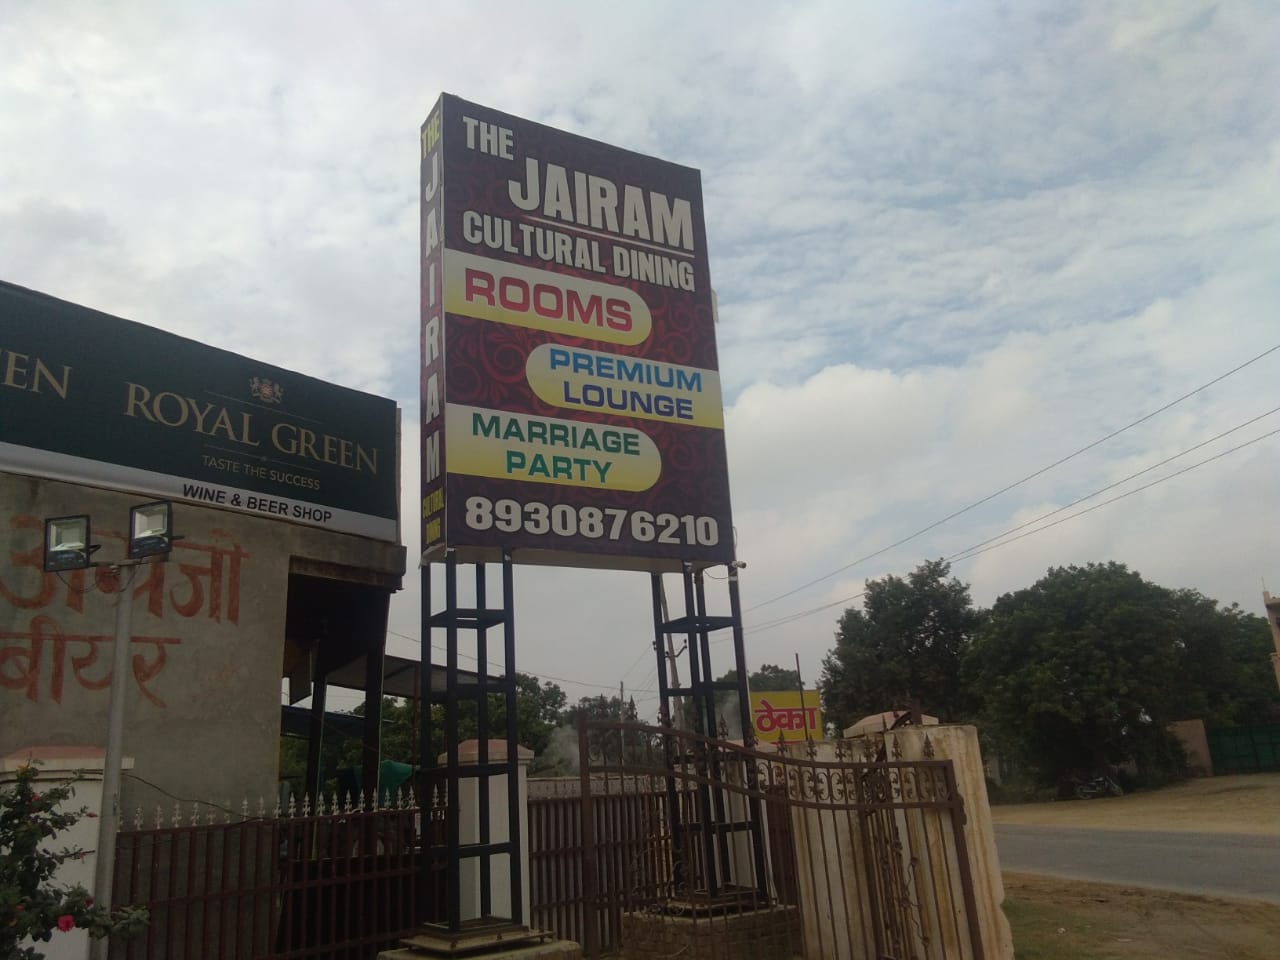 THE
JAIRAM
CULTURAL DINING
ROOMS
PREMIUM
LOUNGE
MARRIAGE
PARTY
8930876210
THE JAIRAM CULTURAL DINING
EN
ROYAL GREEN
TASTE THE SUCCESS
WINE & BEER SHOP
अंग्रेजी
बीयर
ठेका